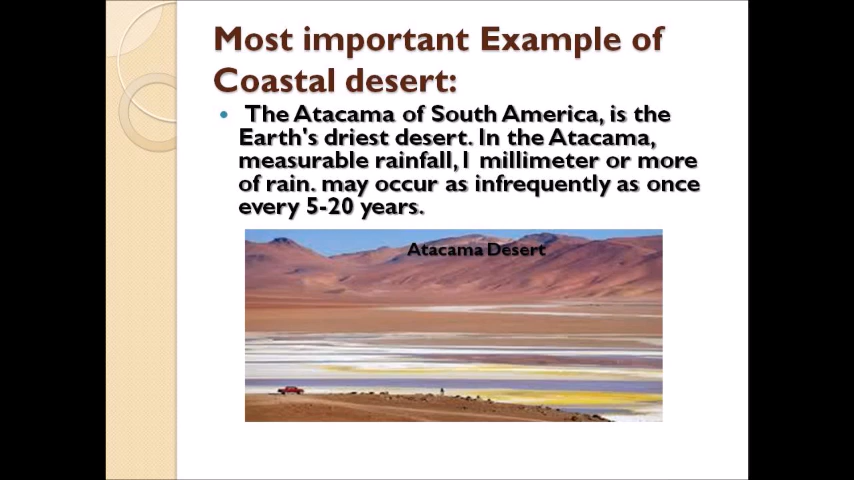 Most important Example of
Coastal desert:
• The Atacama of South America, is the
Earth's driest desert. In the Atacama,
measurable rainfall,1 millimeter or more
of rain. may occur as infrequently as once
every 5-20 years.
Atacama Desert